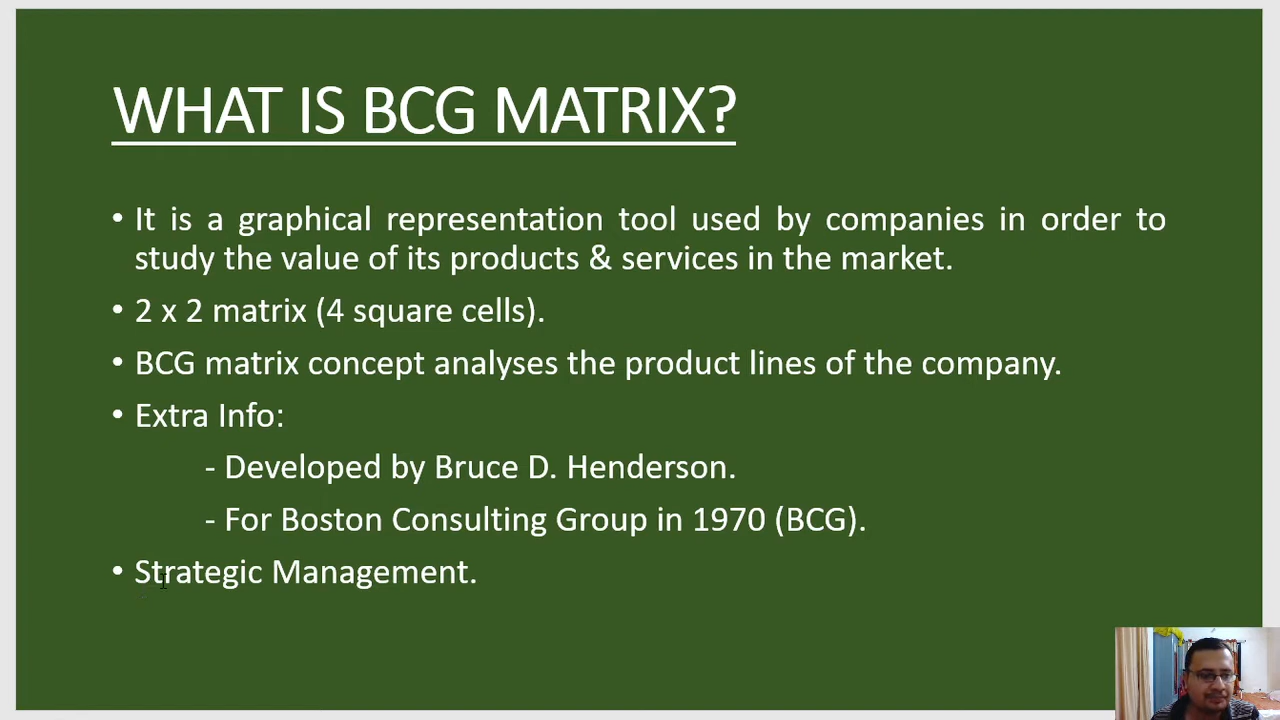 WHAT IS BCG MATRIX?
• It is a graphical representation tool used by companies in order to
study the value of its products & services in the market.
• 2 x 2 matrix (4 square cells).
• BCG matrix concept analyses the product lines of the company.
• Extra Info:
- Developed by Bruce D. Henderson.
- For Boston Consulting Group in 1970 (BCG).
• Strategic Management.